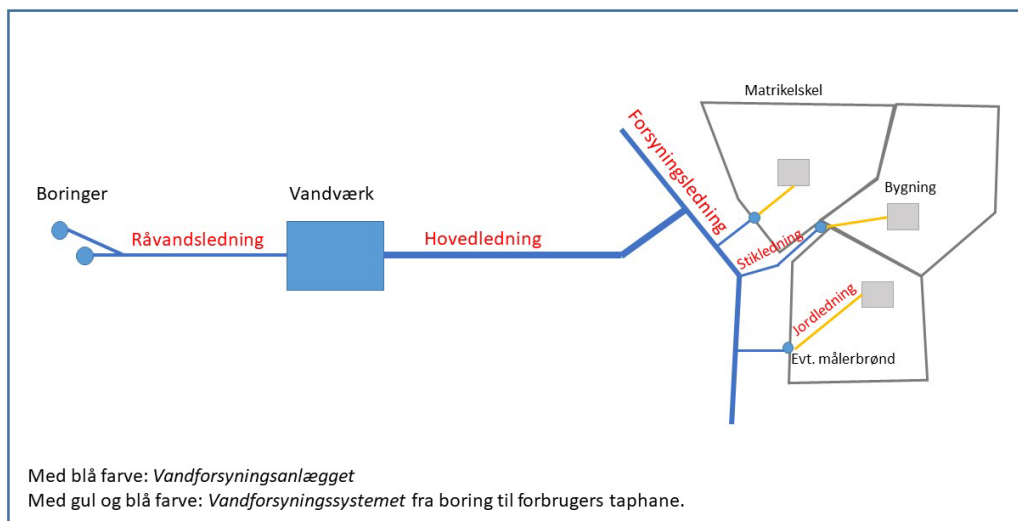 Matrikelskel
Forsyningsledning
Boringer
Vandværk
Bygning
Råvandsledning
Hovedledning
Stikledning
Jordledning
Evt. målerbrønd
Med blå farve: Vandforsyningsanlægget
Med gul og blå farve: Vandforsyningssystemet fra boring til forbrugers taphane.